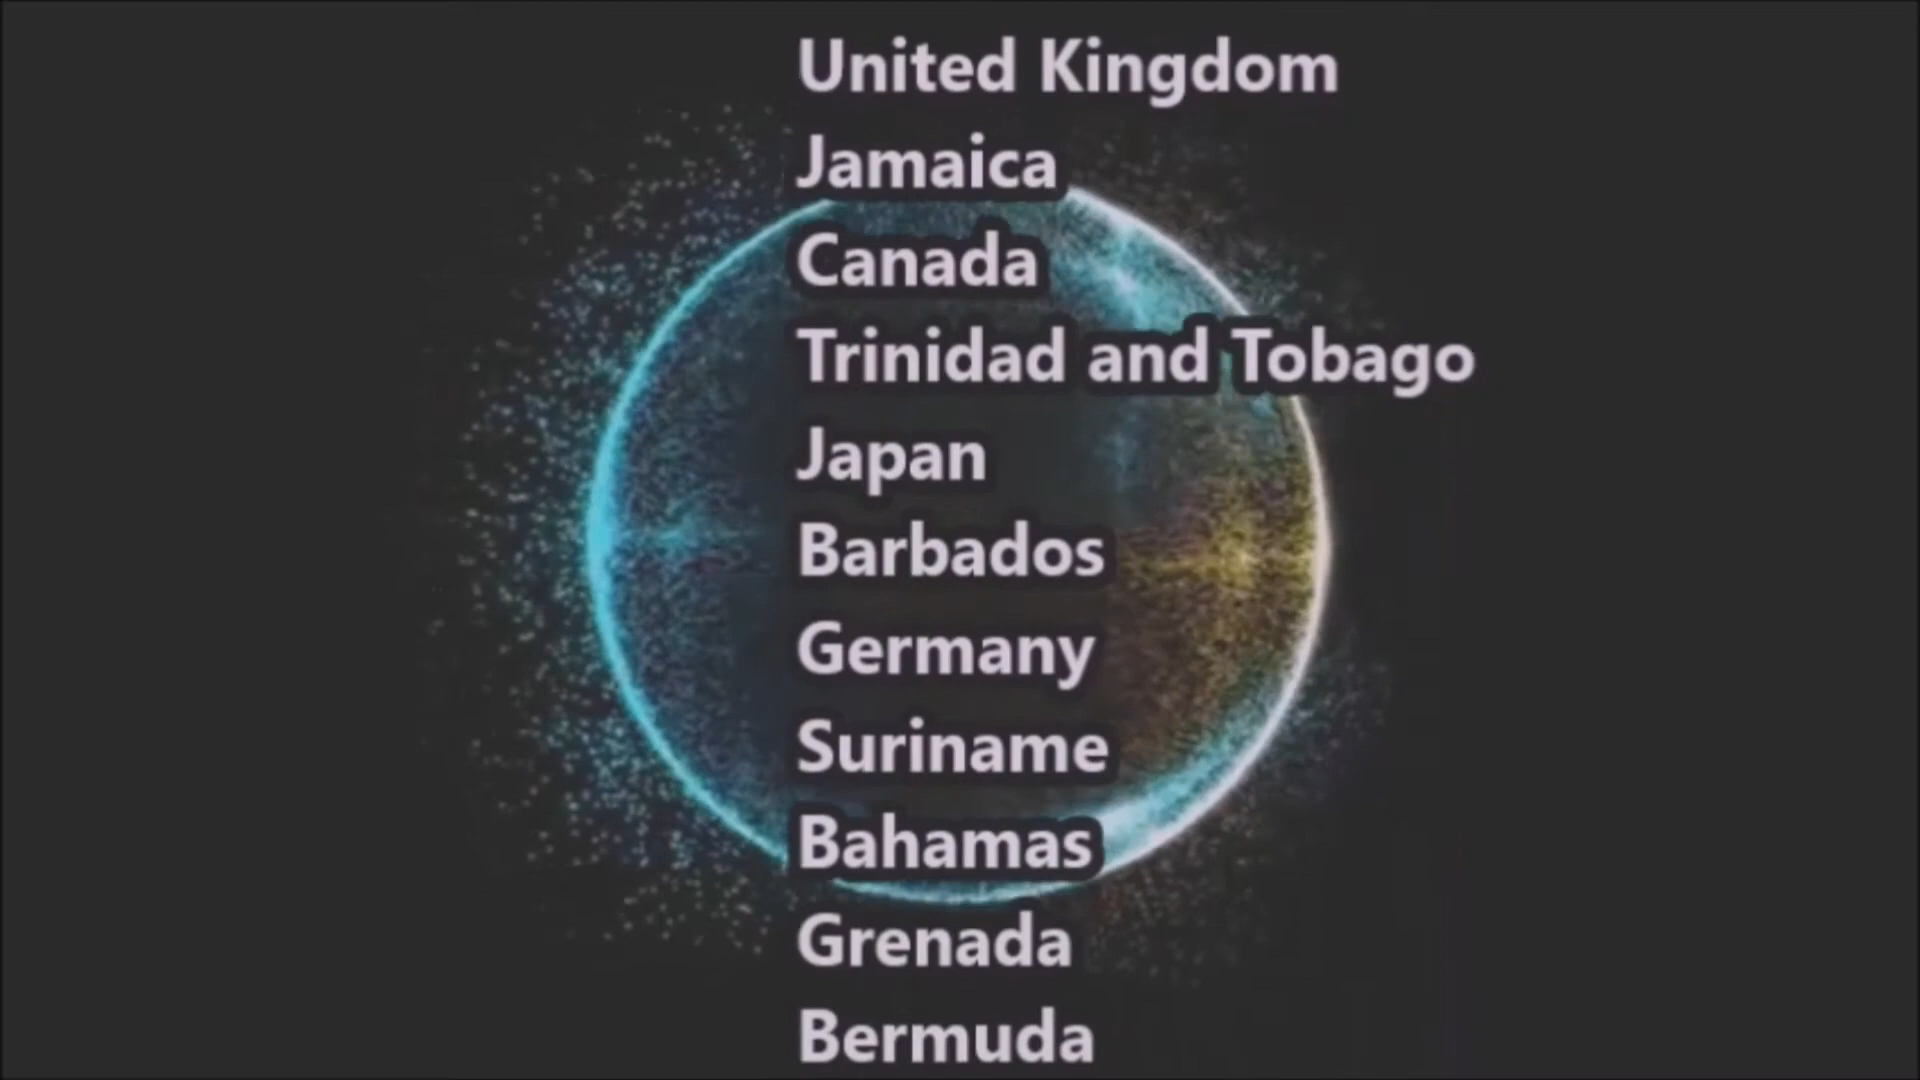 United Kingdom
Jamaica
Canada
Trinidad and Tobago
Japan
Barbados
Germany
Suriname
Bahamas
Grenada
Bermuda